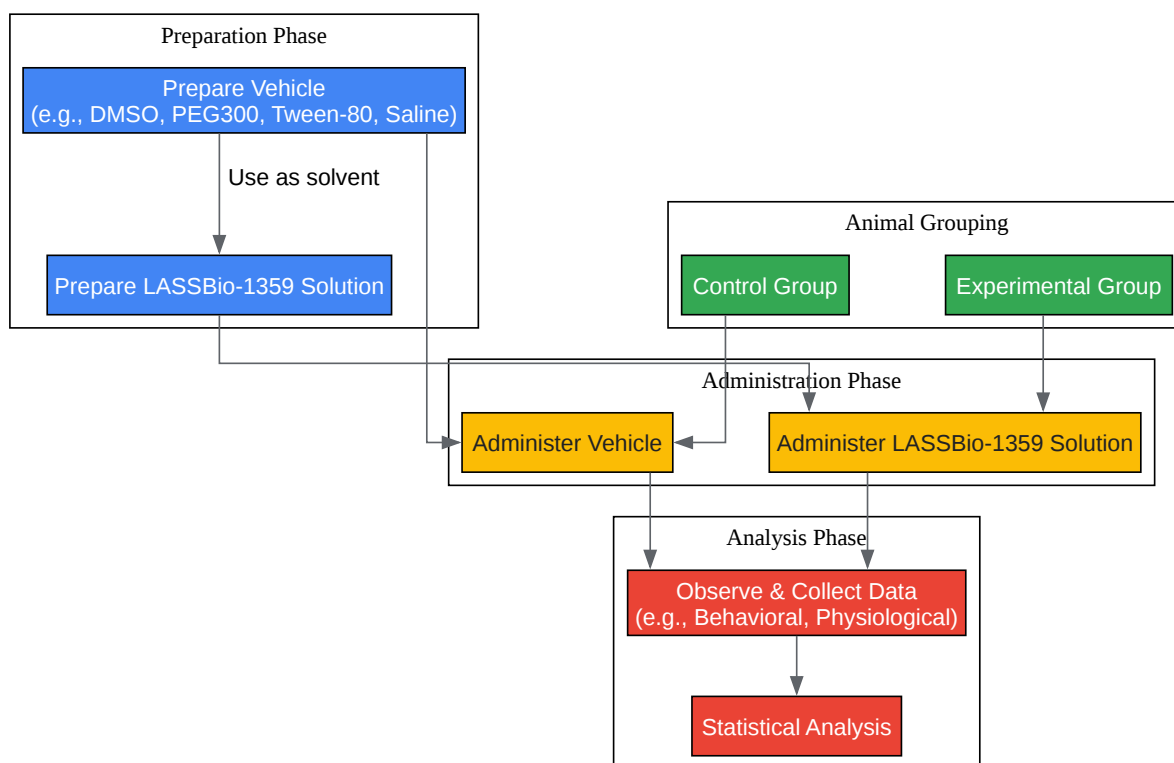 Preparation Phase
Prepare Vehicle
(e.g., DMSO, PEG300, Tween-80, Saline)
Use as solvent
Prepare LASSBio-1359 Solution
Animal Grouping
Control Group
Experimental Group
Administration Phase
Administer Vehicle
Administer LASSBio-1359 Solution
Analysis Phase
Observe & Collect Data
(e.g., Behavioral, Physiological)
Statistical Analysis